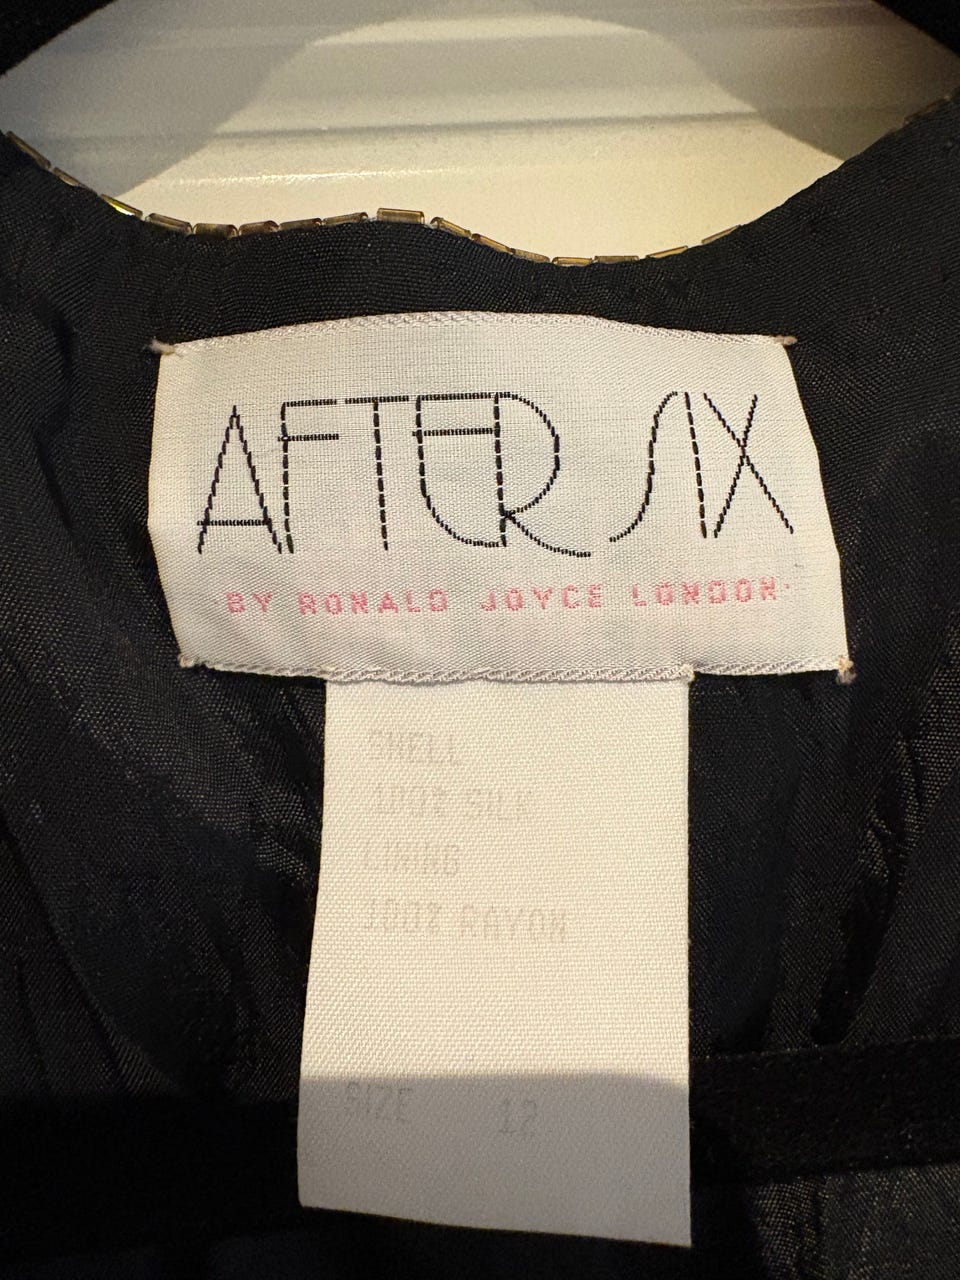 AFTER SIX
·BY RONALD JOYCE LONDON·
SHELL
100% SILK
LINING
100% RAYON
SIZE 12